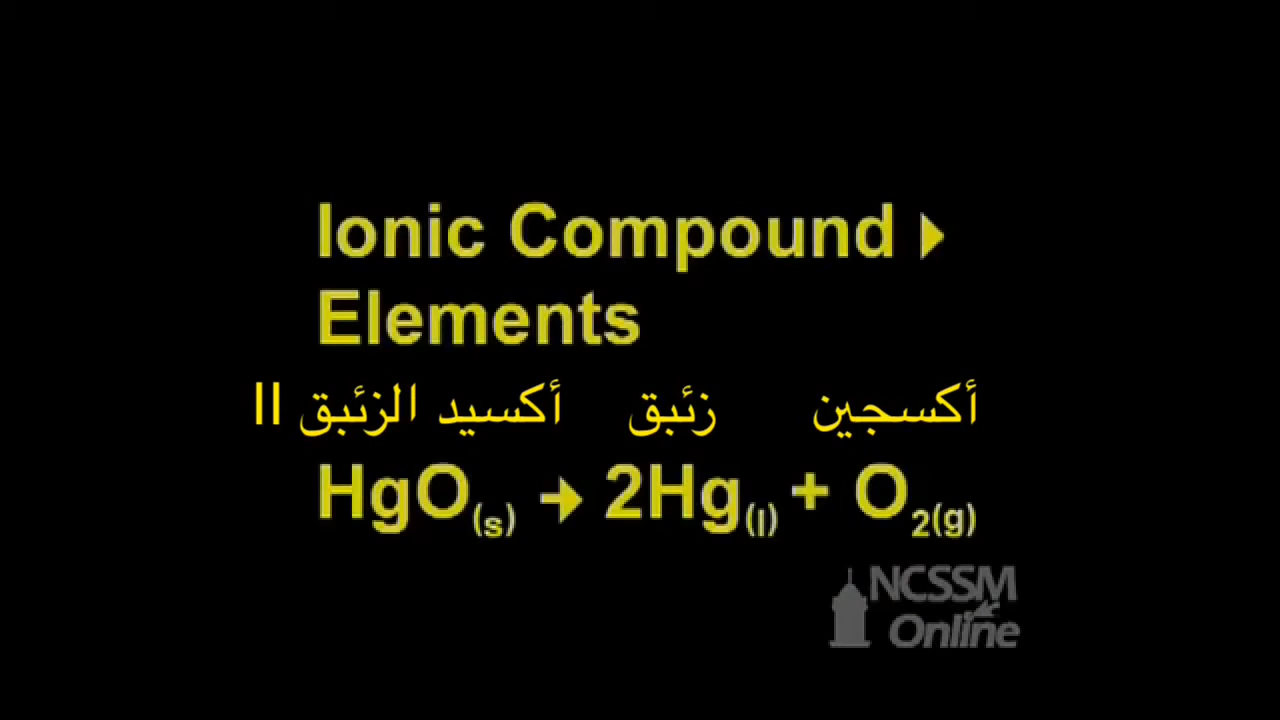 Ionic Compound ▸
Elements
أكسيد الزئبق II زئبق أكسجين
HgO(s) → 2Hg(l) + O2(g)
NCSSM
Online